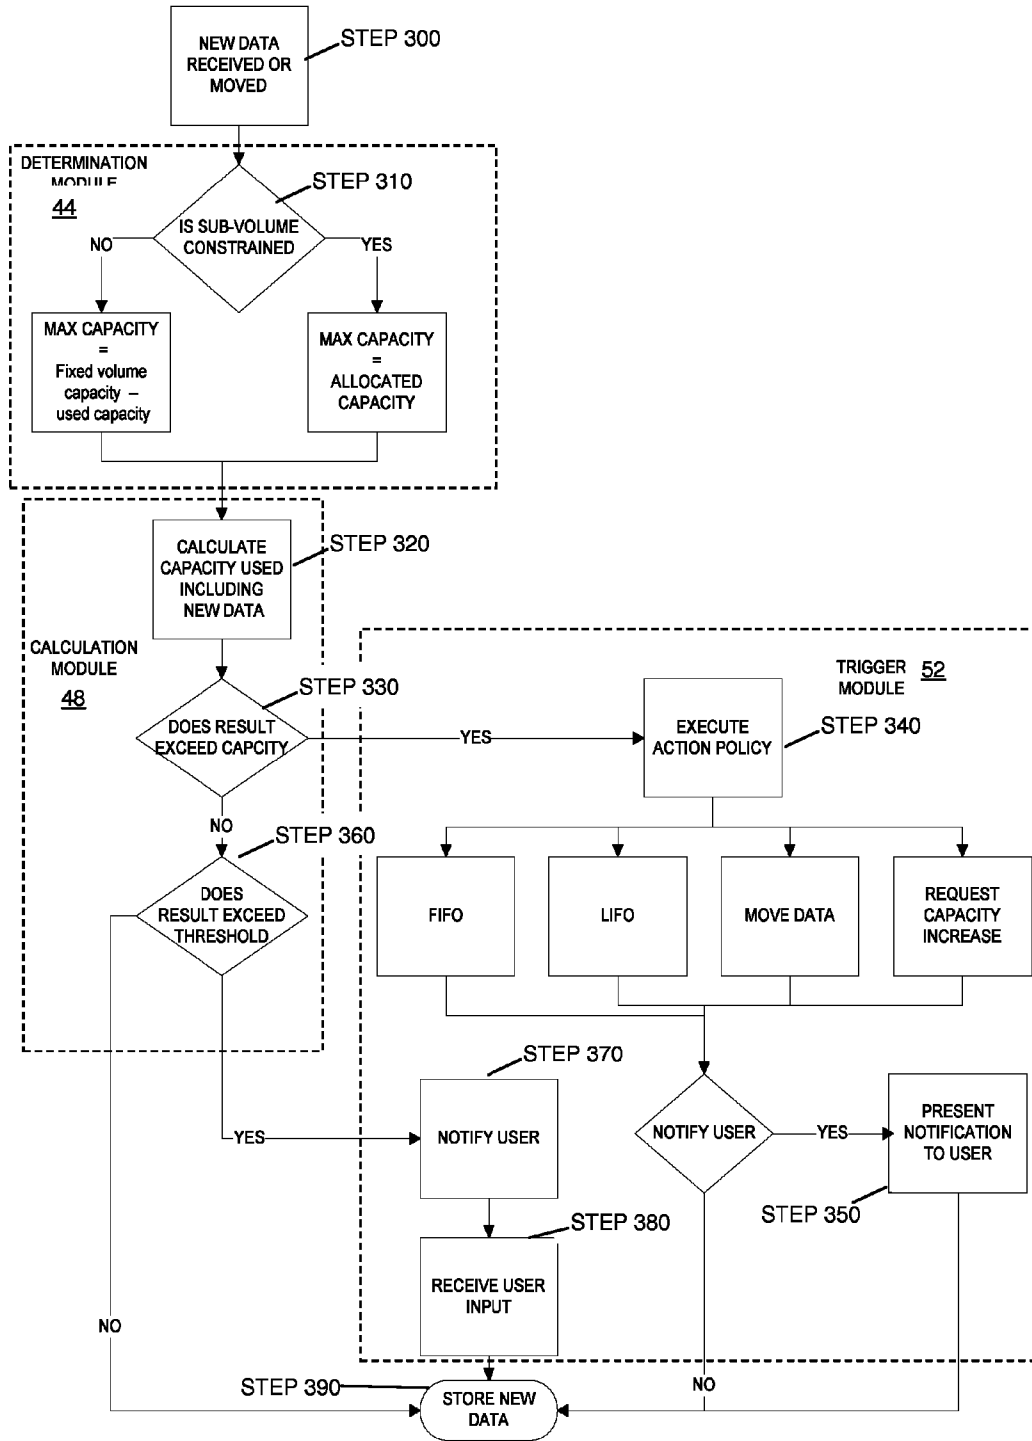 STEP 300
NEW DATA
RECEIVED OR
MOVED
DETERMINATION
MODULE
44
STEP 310
IS SUB-VOLUME
CONSTRAINED
NO
YES
MAX CAPACITY
=
Fixed volume
capacity –
used capacity
MAX CAPACITY
=
ALLOCATED
CAPACITY
STEP 320
CALCULATE
CAPACITY USED
INCLUDING
NEW DATA
CALCULATION
MODULE
48
STEP 330
DOES RESULT
EXCEED CAPCITY
YES
NO
TRIGGER
MODULE
52
EXECUTE
ACTION POLICY
STEP 340
STEP 360
DOES
RESULT EXCEED
THRESHOLD
FIFO
LIFO
MOVE DATA
REQUEST
CAPACITY
INCREASE
STEP 370
YES
NOTIFY USER
NOTIFY USER
YES
PRESENT
NOTIFICATION
TO USER
STEP 350
STEP 380
RECEIVE USER
INPUT
NO
NO
STEP 390
STORE NEW
DATA